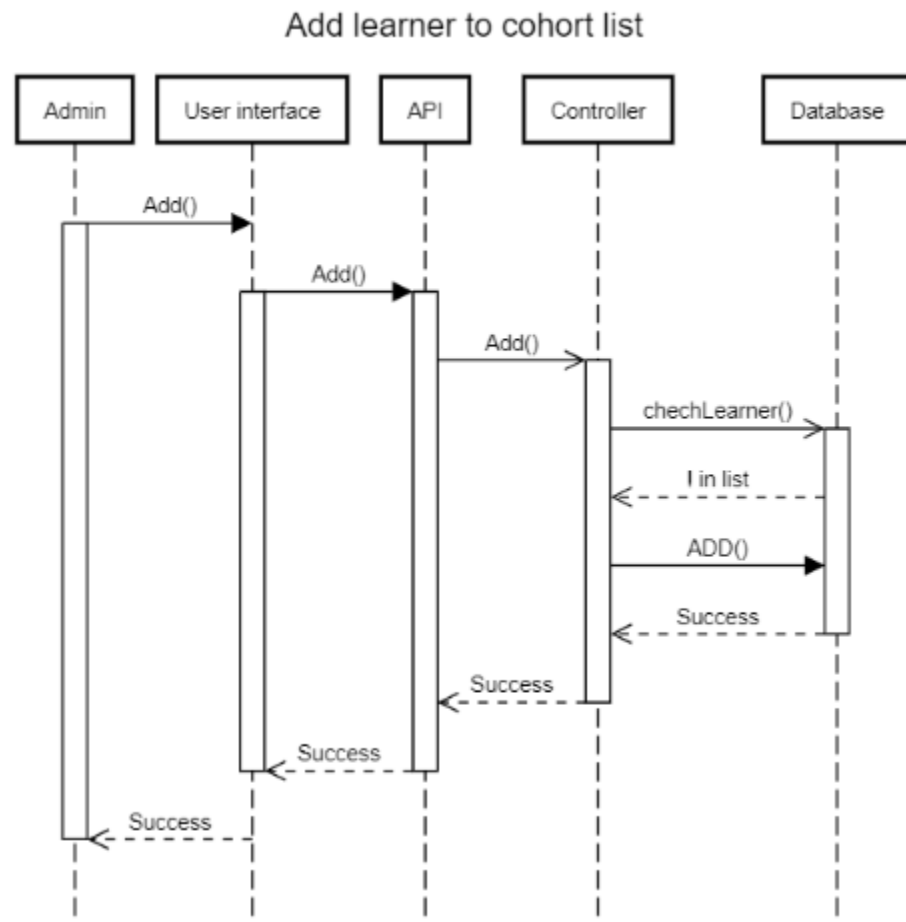 Add learner to cohort list
Admin
User interface
API
Controller
Database
Add()
Add()
Add()
chechLearner()
I in list
ADD()
Success
Success
Success
Success